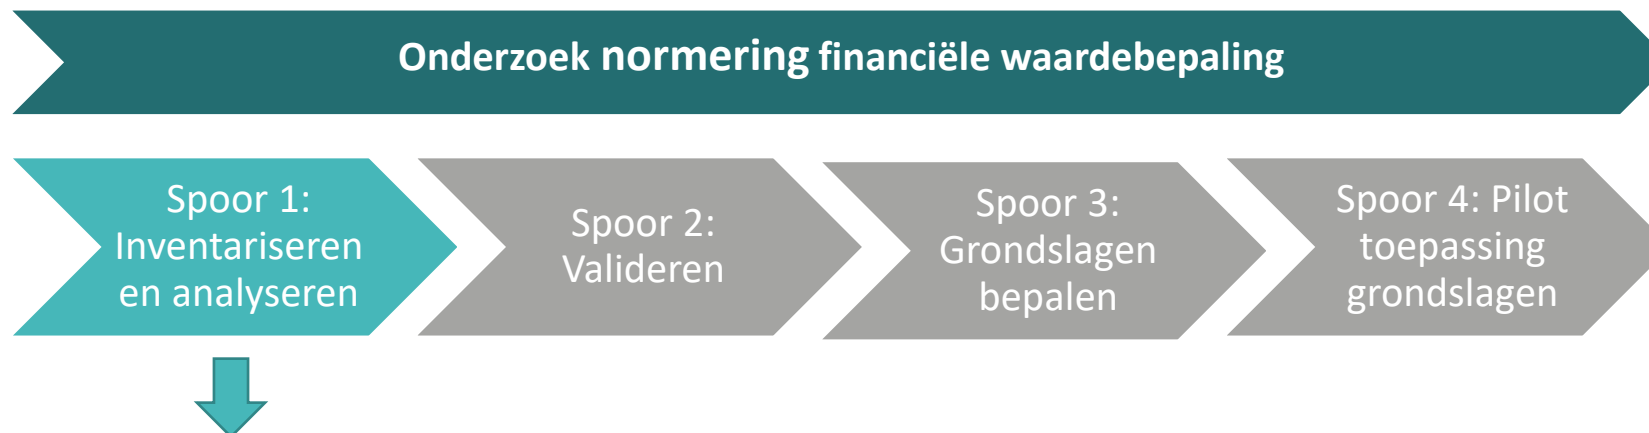 Onderzoek normering financiële waardebepaling
Spoor 1:
Inventariseren
en analyseren
Spoor 2:
Valideren
Spoor 3:
Grondslagen
bepalen
Spoor 4: Pilot
toepassing
grondslagen